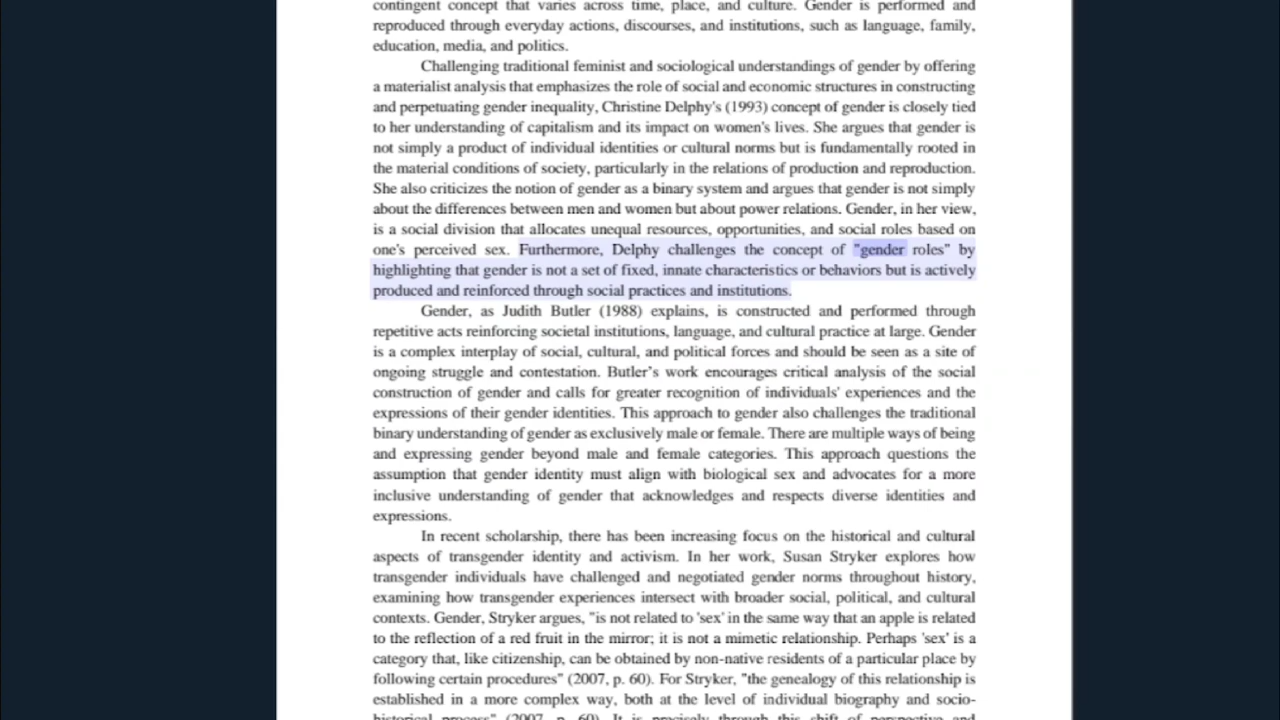 contingent concept that varies across time, place, and culture. Gender is performed and
reproduced through everyday actions, discourses, and institutions, such as language, family,
education, media, and politics.
Challenging traditional feminist and sociological understandings of gender by offering
a materialist analysis that emphasizes the role of social and economic structures in constructing
and perpetuating gender inequality, Christine Delphy's (1993) concept of gender is closely tied
to her understanding of capitalism and its impact on women's lives. She argues that gender is
not simply a product of individual identities or cultural norms but is fundamentally rooted in
the material conditions of society, particularly in the relations of production and reproduction.
She also criticizes the notion of gender as a binary system and argues that gender is not simply
about the differences between men and women but about power relations. Gender, in her view,
is a social division that allocates unequal resources, opportunities, and social roles based on
one's perceived sex. Furthermore, Delphy challenges the concept of "gender roles" by
highlighting that gender is not a set of fixed, innate characteristics or behaviors but is actively
produced and reinforced through social practices and institutions.
Gender, as Judith Butler (1988) explains, is constructed and performed through
repetitive acts reinforcing societal institutions, language, and cultural practice at large. Gender
is a complex interplay of social, cultural, and political forces and should be seen as a site of
ongoing struggle and contestation. Butler's work encourages critical analysis of the social
construction of gender and calls for greater recognition of individuals' experiences and the
expressions of their gender identities. This approach to gender also challenges the traditional
binary understanding of gender as exclusively male or female. There are multiple ways of being
and expressing gender beyond male and female categories. This approach questions the
assumption that gender identity must align with biological sex and advocates for a more
inclusive understanding of gender that acknowledges and respects diverse identities and
expressions.
In recent scholarship, there has been increasing focus on the historical and cultural
aspects of transgender identity and activism. In her work, Susan Stryker explores how
transgender individuals have challenged and negotiated gender norms throughout history,
examining how transgender experiences intersect with broader social, political, and cultural
contexts. Gender, Stryker argues, "is not related to 'sex' in the same way that an apple is related
to the reflection of a red fruit in the mirror; it is not a mimetic relationship. Perhaps 'sex' is a
category that, like citizenship, can be obtained by non-native residents of a particular place by
following certain procedures" (2007, p. 60). For Stryker, "the genealogy of this relationship is
established in a more complex way, both at the level of individual biography and socio-
historical process" (2007, p. 60). It is precisely through this shift of perspective and